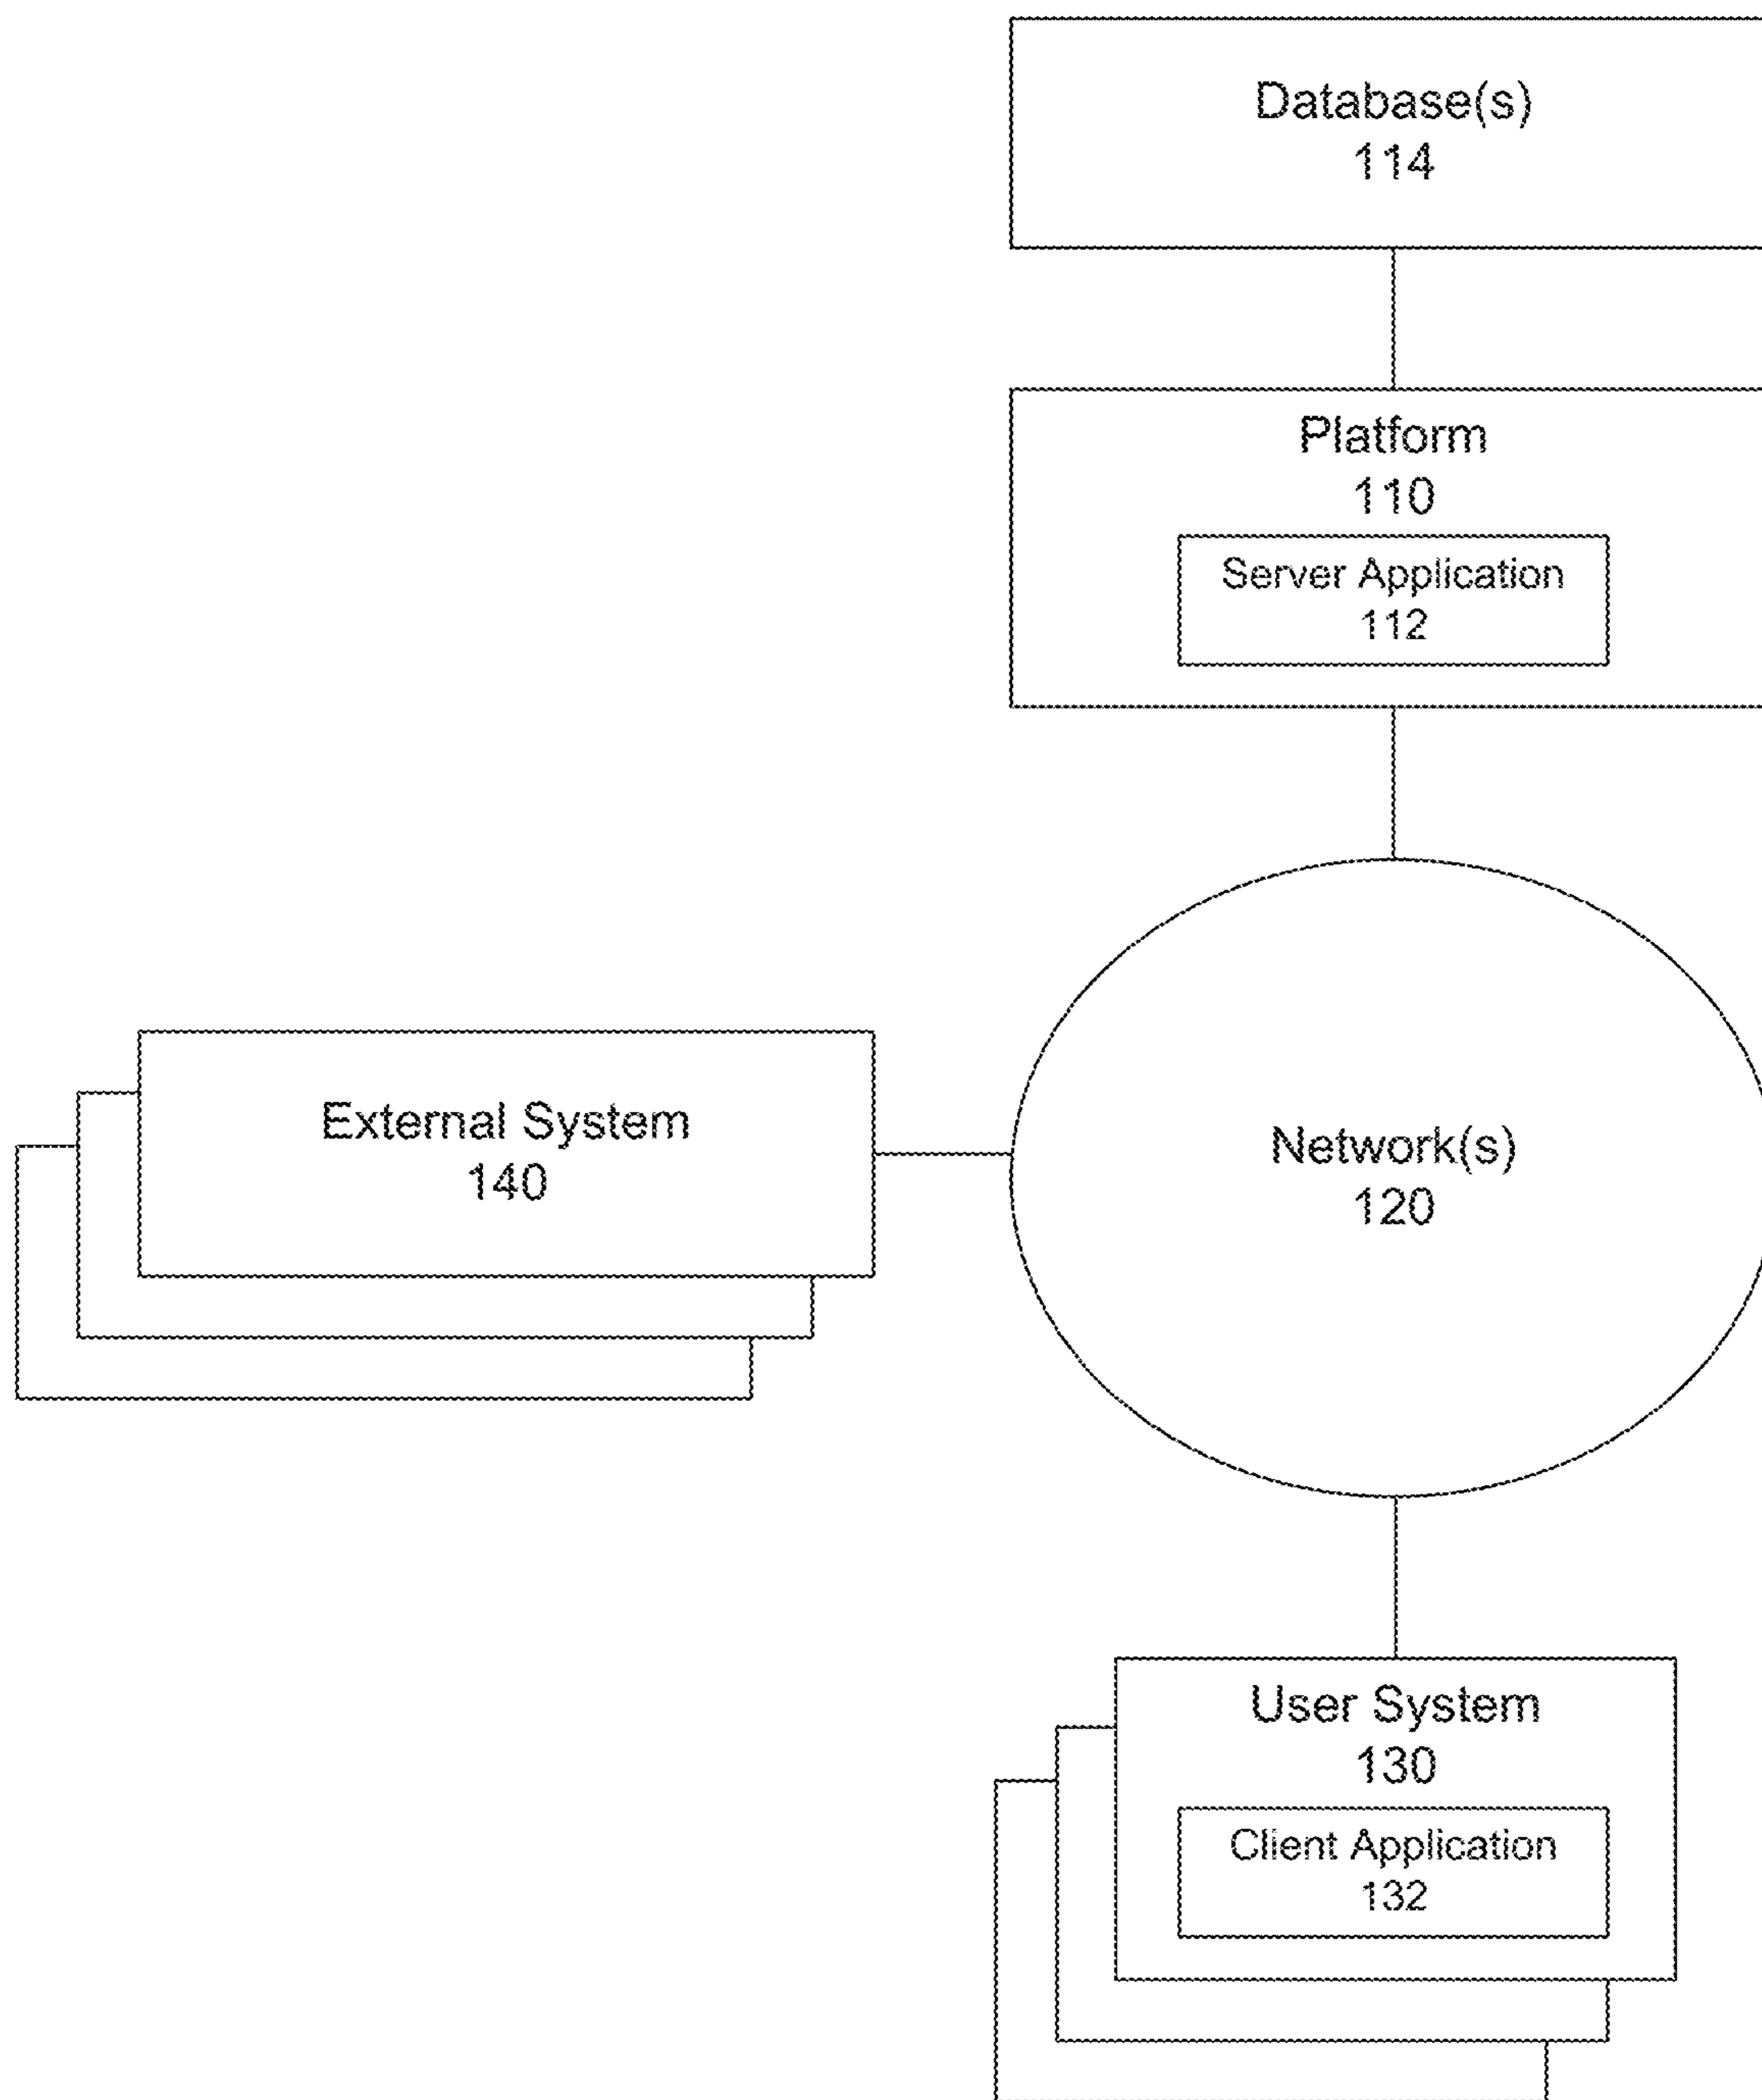 Database(s)
114
Platform
110
Server Application
112
External System
140
Network(s)
120
User System
130
Client Application
132